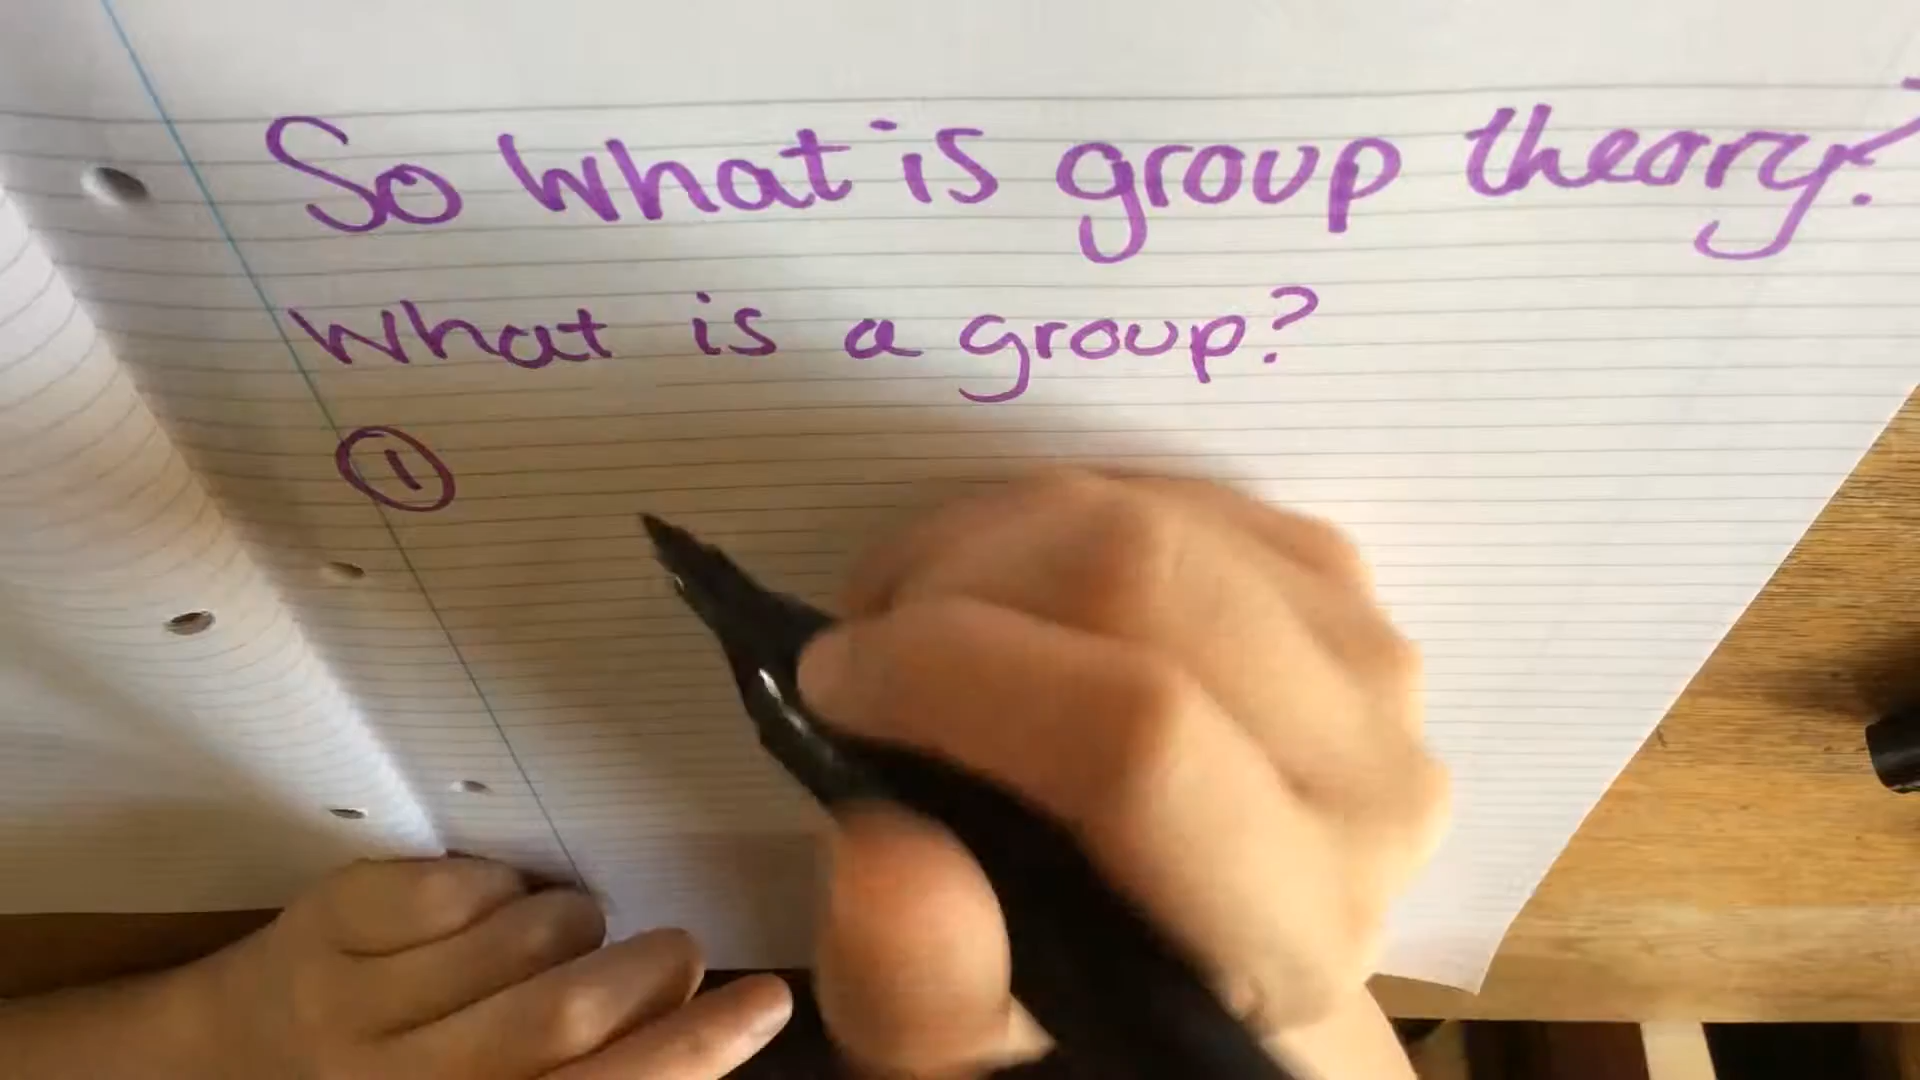 So what is group theory?
What is a group?
①